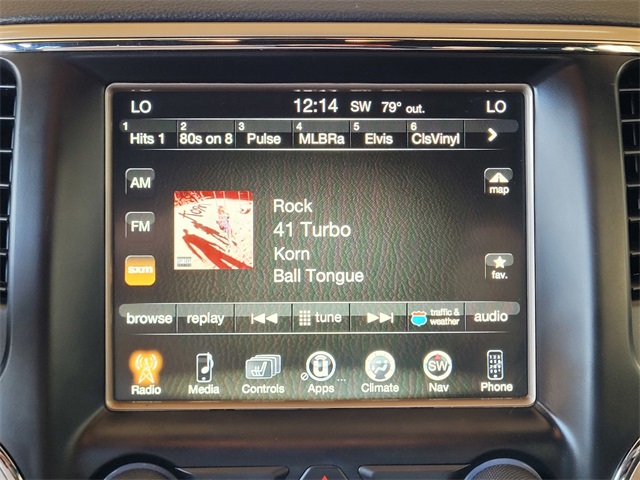 LO 12:14 SW 79° out. LO
1 Hits 1 2 80s on 8 3 Pulse 4 MLBRa 5 Elvis 6 ClsVinyl
AM
map
FM
sxm
fav.
Rock
41 Turbo
Korn
Ball Tongue
browse replay tune traffic & weather audio
Radio Media Controls Apps ... Climate SW Nav Phone